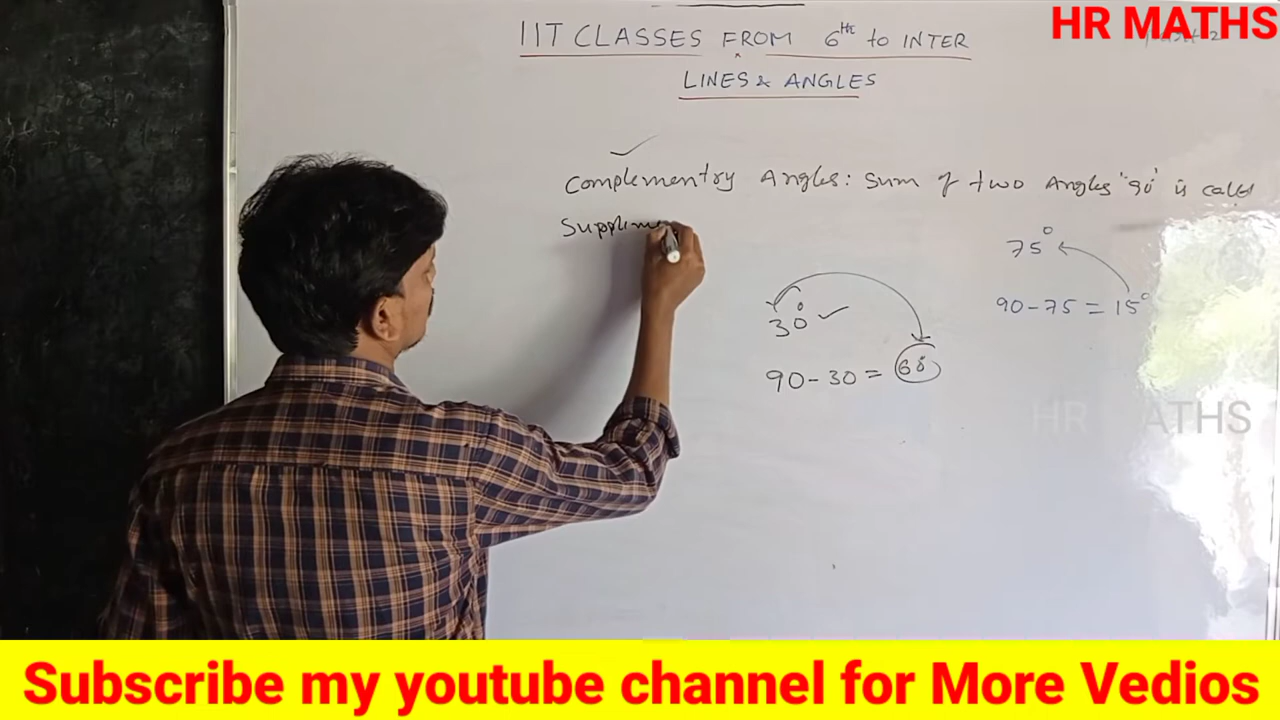 HR MATHS
IIT CLASSES FROM 6th to INTER
LINES & ANGLES
Complementry Angles: Sum of two Angles "90°" is called
Supplime
75°
90-75 = 15°
30°
90-30 = 60°
HR MATHS
Subscribe my youtube channel for More Vedios